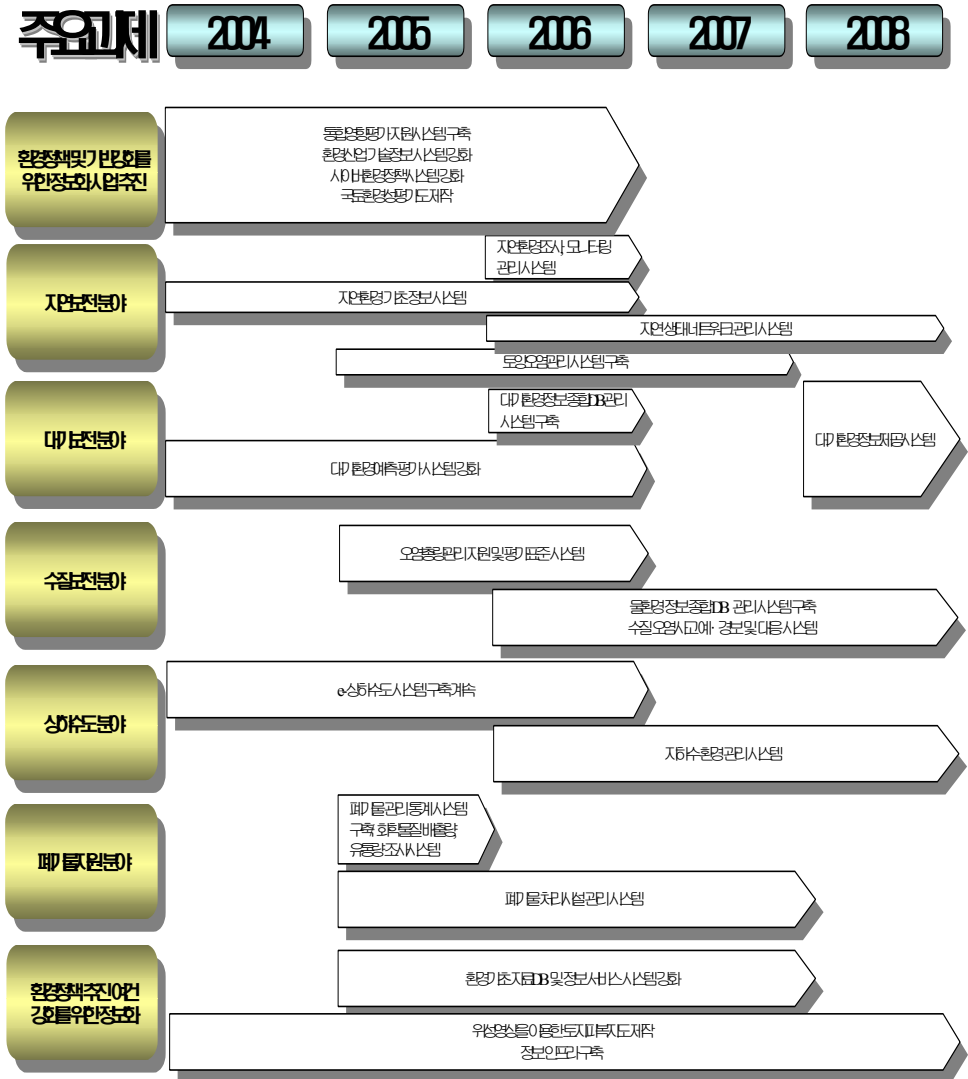 주요과제 2004 2005 2006 2007 2008
환경정책및기반강화를
위한정보화사업추진
통합영향평가지원시스템구축
환경산업기술정보시스템강화
사이버환경정책시스템강화
국토환경성평가도제작
자연보전분야
자연환경조사, 모니터링
관리시스템
자연환경기초정보시스템
자연생태네트워크관리시스템
토양오염관리시스템구축
대기보전분야
대기환경정보종합DB관리
시스템구축
대기환경예측평가시스템강화
대기환경정보제공시스템
수질보전분야
오염총량관리지원및평가표준시스템
물환경정보종합DB 관리시스템구축
수질오염사고예· 경보및대응시스템
상하수도분야
e-상하수도시스템구축계속
지하수환경관리시스템
폐기물자원분야
폐기물관리통계시스템
구축, 화학물질배출량,
유통량조사시스템
폐기물처리시설관리시스템
환경정책추진여건
강화를위한정보화
환경기초자료DB및정보서비스시스템강화
위성영상을이용한토지피복지도제작
정보인프라구축